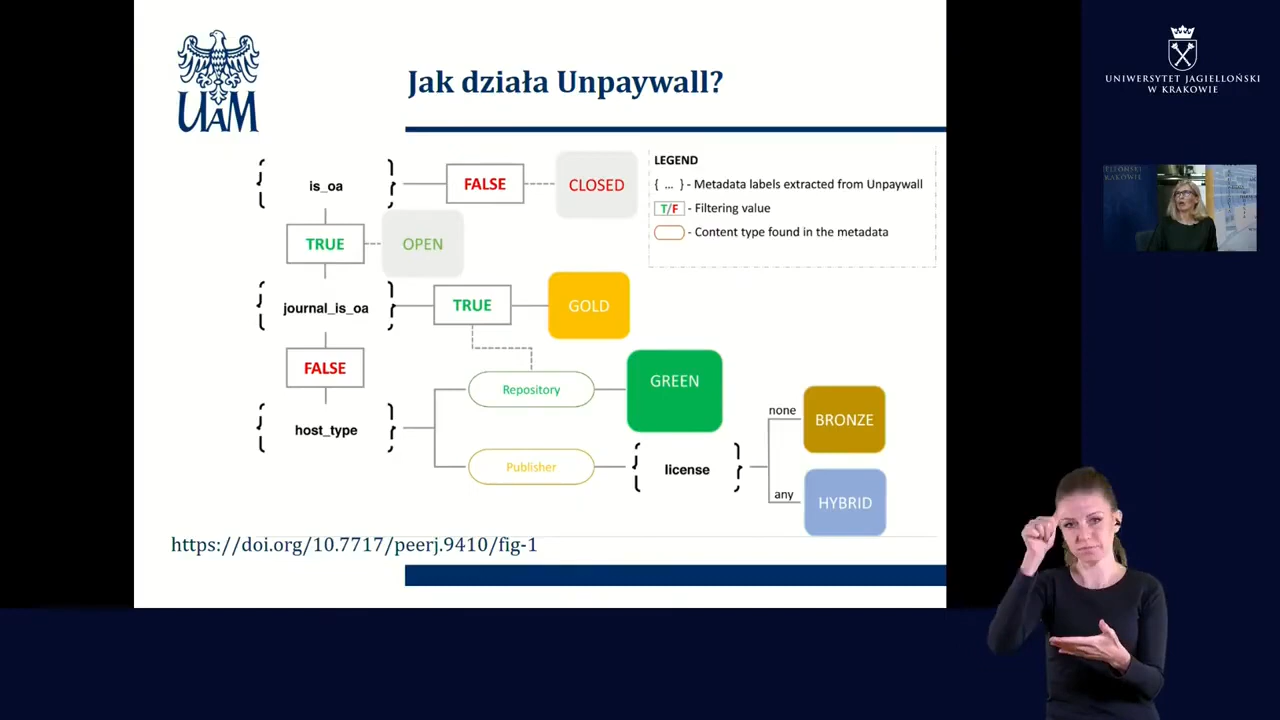 UAM
Jak działa Unpaywall?
UNIWERSYTET JAGIELLOŃSKI
W KRAKOWIE
{ is_oa }
FALSE
CLOSED
LEGEND
{ ... } - Metadata labels extracted from Unpaywall
T/F - Filtering value
- Content type found in the metadata
TRUE
OPEN
{ journal_is_oa }
TRUE
GOLD
FALSE
Repository
GREEN
{ host_type }
Publisher
{ license }
none
BRONZE
any
HYBRID
https://doi.org/10.7717/peerj.9410/fig-1